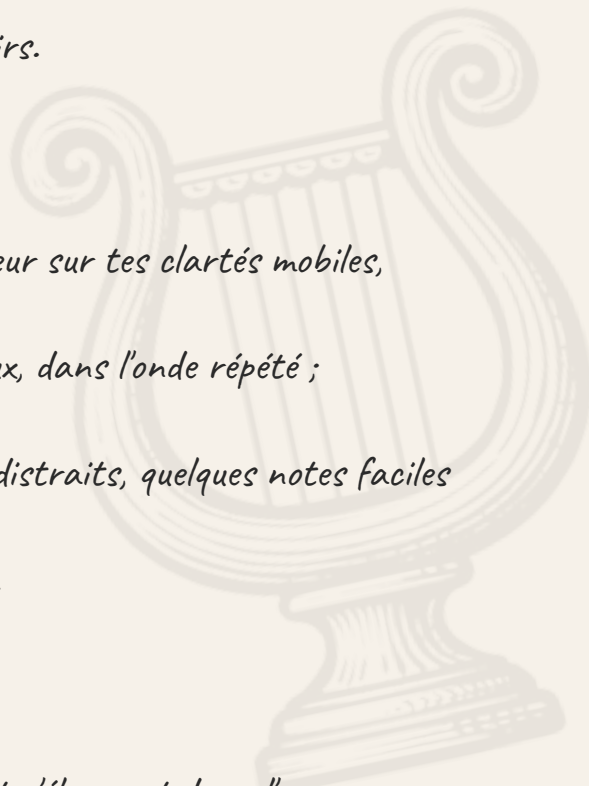 irs.
eur sur tes clartés mobiles,
x, dans l'onde répété ;
distraits, quelques notes faciles